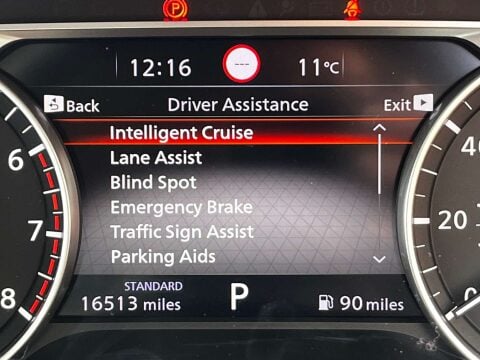 P
12:16 --- 11°C
Back Driver Assistance Exit
Intelligent Cruise
Lane Assist
Blind Spot
Emergency Brake
Traffic Sign Assist
Parking Aids
STANDARD
16513 miles P 90 miles
6
7
8
40
20
0